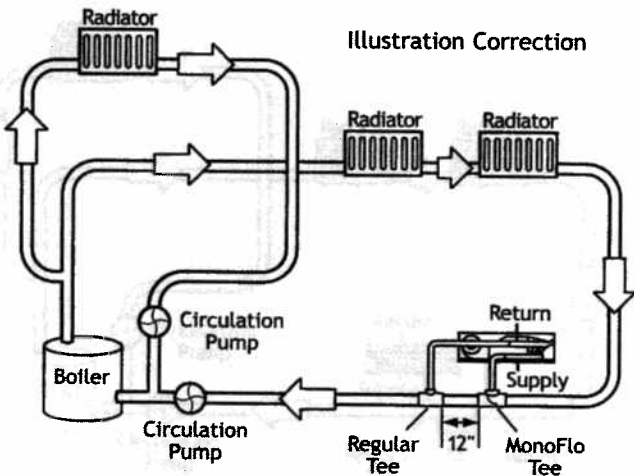 Radiator
Illustration Correction
Radiator
Radiator
Return
Circulation
Pump
Boiler
Supply
Circulation
Pump
Regular
Tee
12"
MonoFlo
Tee